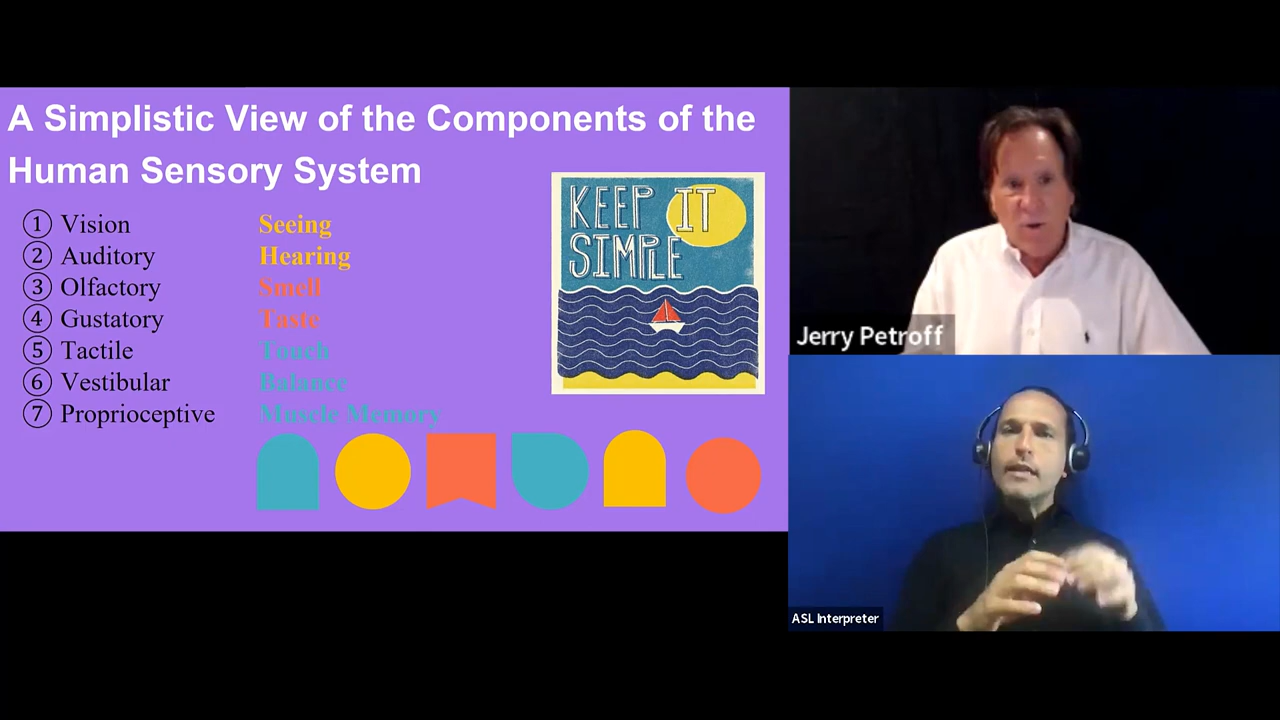 A Simplistic View of the Components of the
Human Sensory System
① Vision Seeing
② Auditory Hearing
③ Olfactory Smell
④ Gustatory Taste
⑤ Tactile Touch
⑥ Vestibular Balance
⑦ Proprioceptive Muscle Memory
KEEP IT
SIMPLE
Jerry Petroff
ASL Interpreter